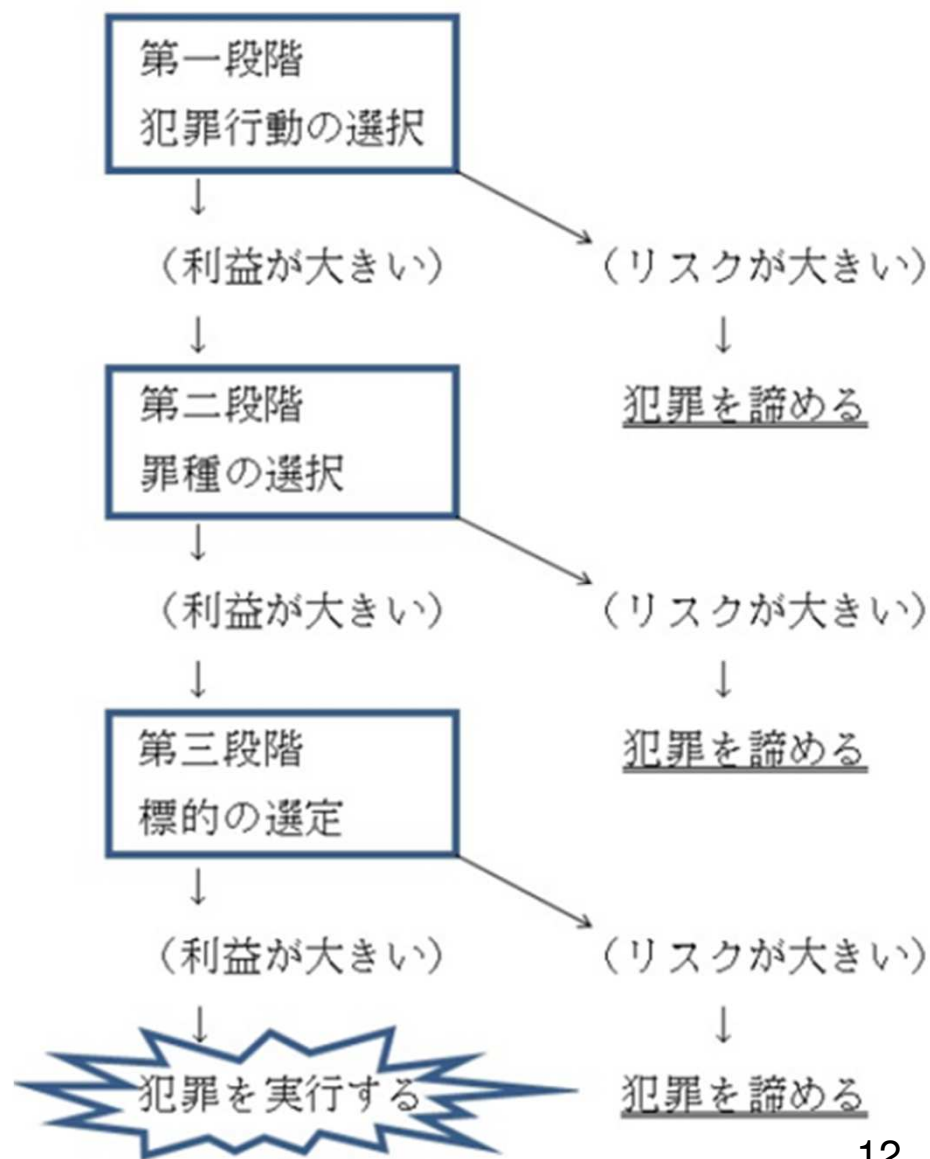 第一段階
犯罪行動の選択
↓
(利益が大きい) (リスクが大きい)
↓ ↓
第二段階 犯罪を諦める
罪種の選択
↓
(利益が大きい) (リスクが大きい)
↓ ↓
第三段階 犯罪を諦める
標的の選定
↓
(利益が大きい) (リスクが大きい)
↓ ↓
犯罪を実行する 犯罪を諦める
12